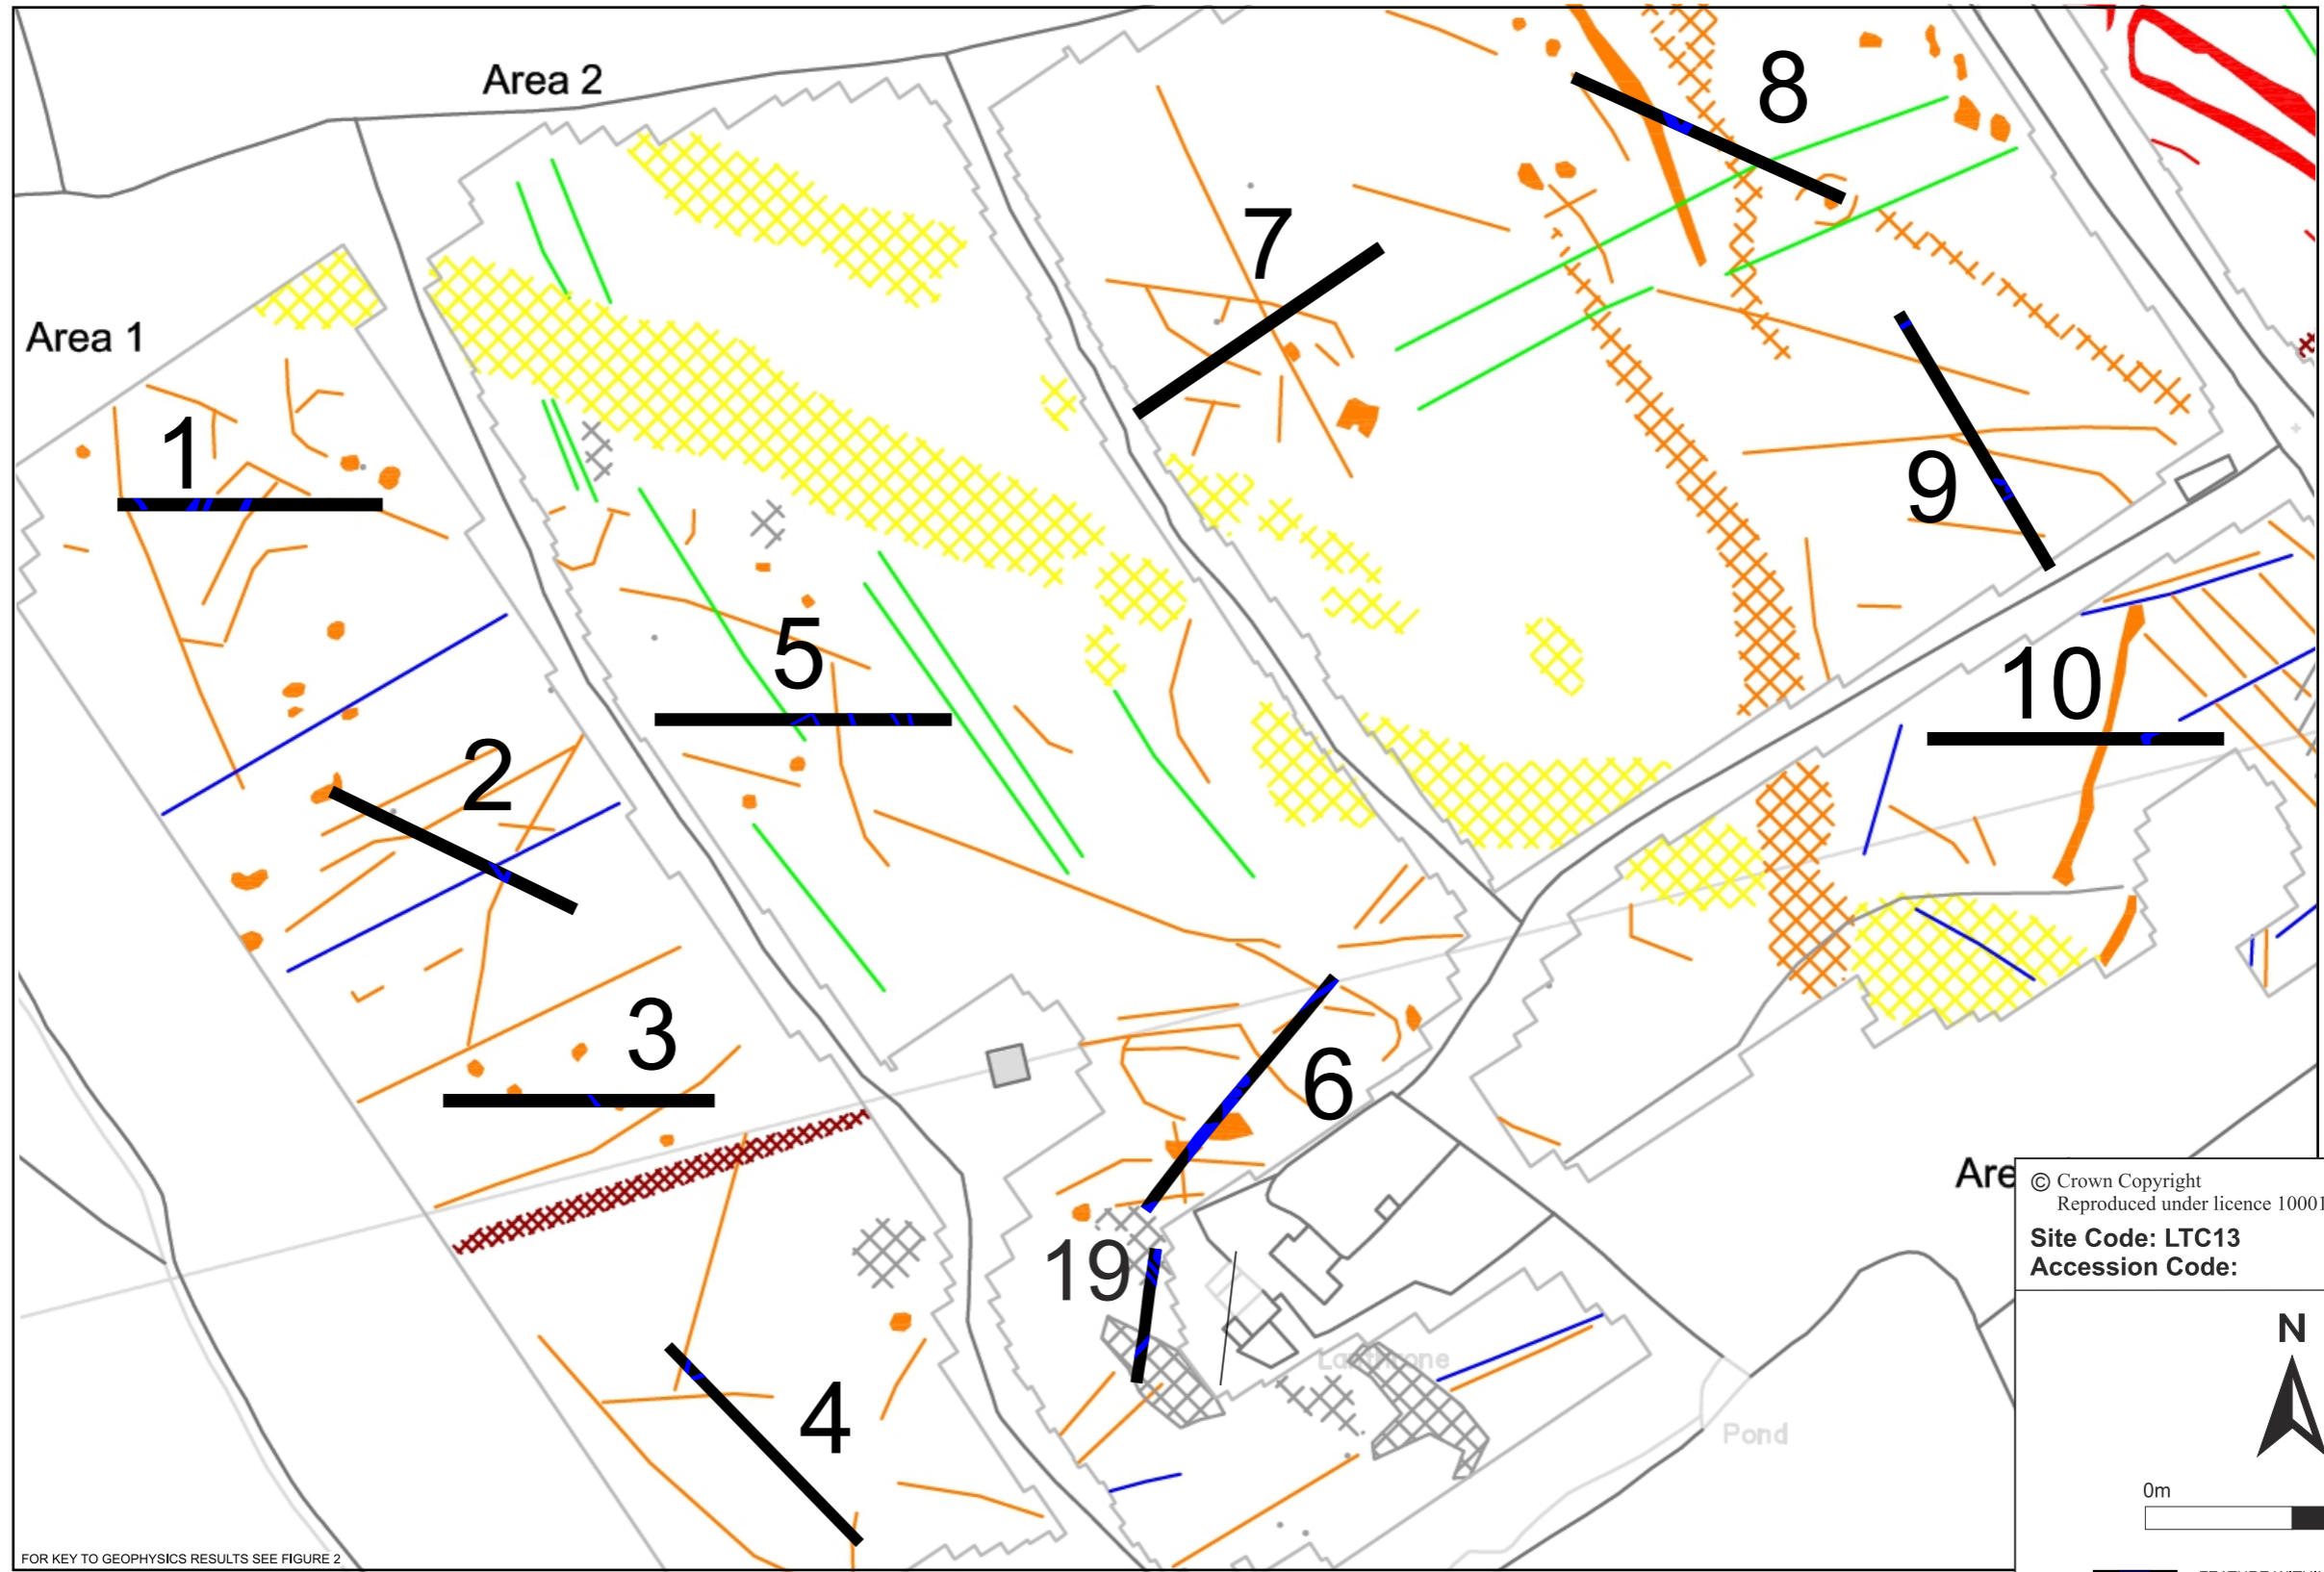 Area 2
8
7
Area 1
1
9
5
10
2
3
6
Are
© Crown Copyright
Reproduced under licence 10001
Site Code: LTC13
Accession Code:
19
N
4
Pond
0m
FOR KEY TO GEOPHYSICS RESULTS SEE FIGURE 2